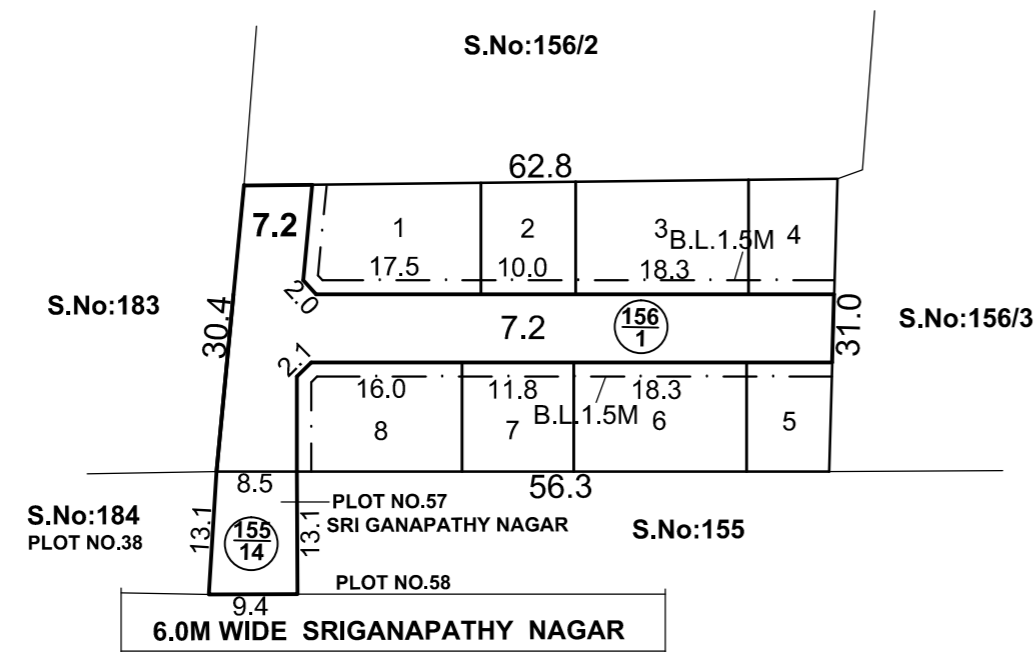 S.No:156/2
62.8
7.2
1
2
3
4
B.L.1.5M
17.5
10.0
18.3
2.0
S.No:183
30.4
7.2
156
1
31.0
S.No:156/3
2.1
16.0
11.8
18.3
B.L.1.5M
8
7
6
5
8.5
56.3
PLOT NO.57
SRI GANAPATHY NAGAR
S.No:184
PLOT NO.38
13.1
155
14
13.1
S.No:155
PLOT NO.58
9.4
6.0M WIDE SRIGANAPATHY NAGAR